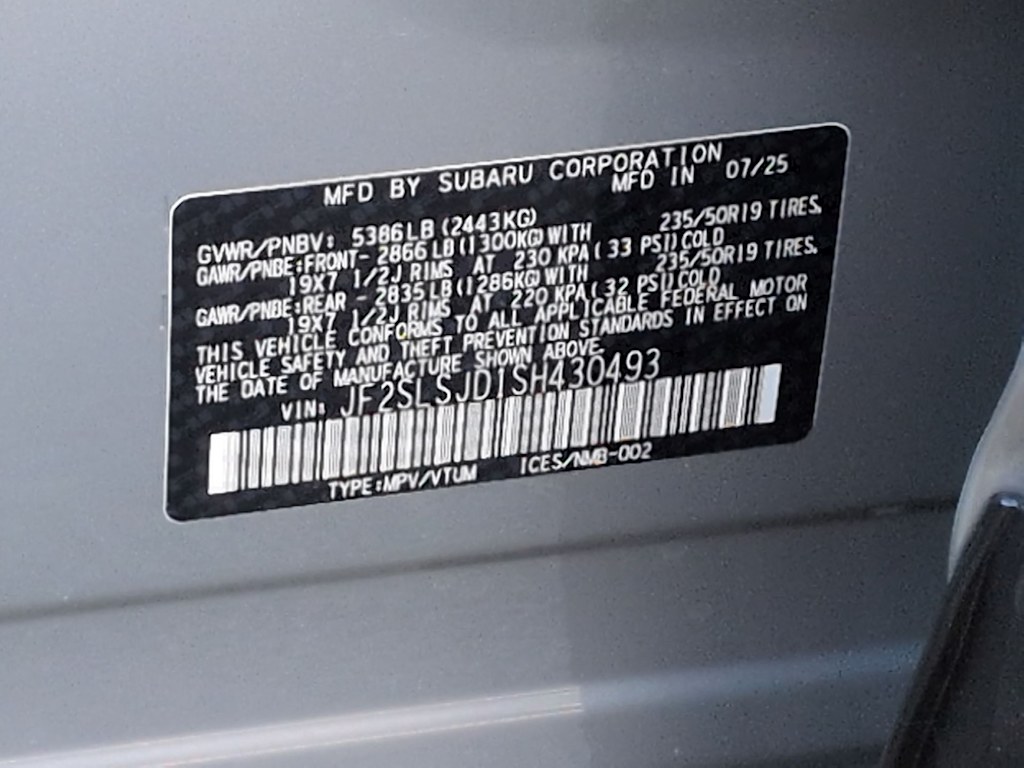 MFD BY SUBARU CORPORATION
MFD IN 07/25
GVWR/PNBV: 5386LB (2443KG)
GAWR/PNBE:FRONT- 2866LB(1300KG)WITH 235/50R19 TIRES,
19X7 1/2J RIMS AT 230 KPA( 33 PSI)COLD
GAWR/PNBE:REAR - 2835LB(1286KG)WITH 235/50R19 TIRES,
19X7 1/2J RIMS AT 220 KPA( 32 PSI)COLD
THIS VEHICLE CONFORMS TO ALL APPLICABLE FEDERAL MOTOR
VEHICLE SAFETY AND THEFT PREVENTION STANDARDS IN EFFECT ON
THE DATE OF MANUFACTURE SHOWN ABOVE.
VIN: JF2SLSJD1SH430493
TYPE:MPV/VTUM ICES/NMB-002